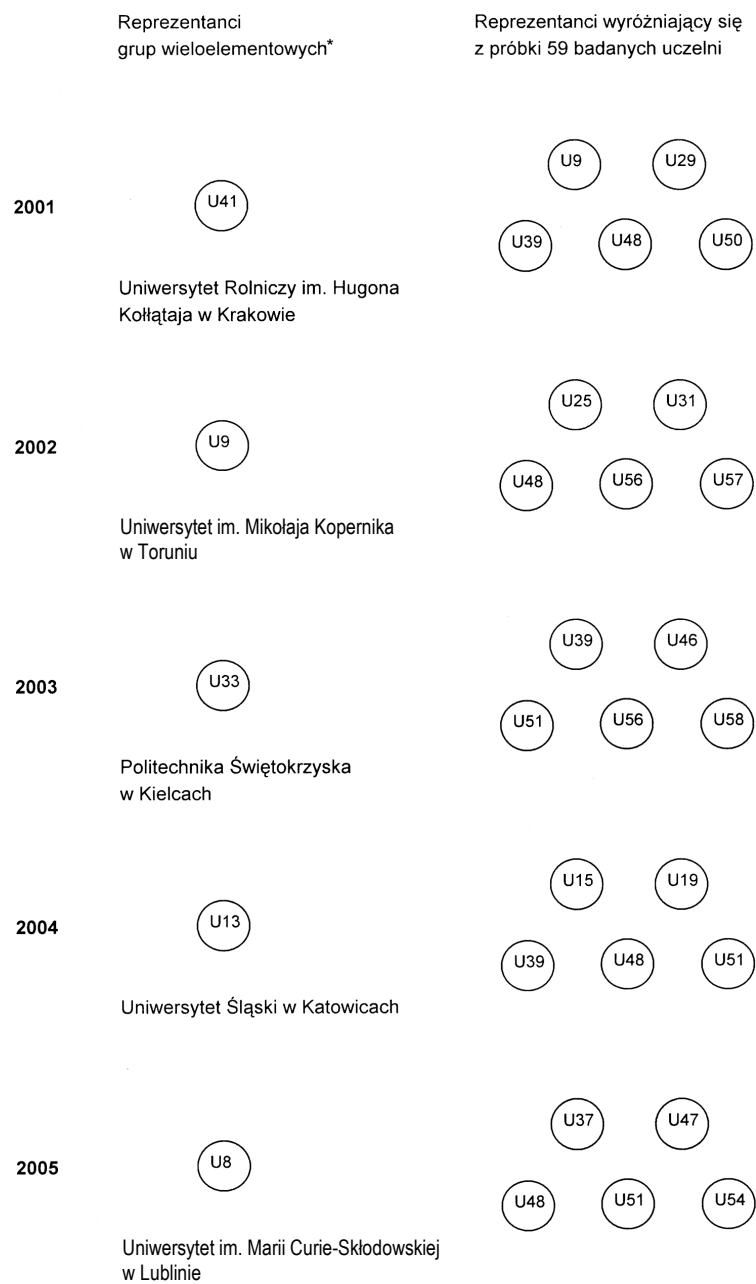 Reprezentanci
grup wieloelementowych*
Reprezentanci wyróżniający się
z próbki 59 badanych uczelni
2001
U41
Uniwersytet Rolniczy im. Hugona
Kołłątaja w Krakowie
U9 U29
U39 U48 U50
2002
U9
Uniwersytet im. Mikołaja Kopernika
w Toruniu
U25 U31
U48 U56 U57
2003
U33
Politechnika Świętokrzyska
w Kielcach
U39 U46
U51 U56 U58
2004
U13
Uniwersytet Śląski w Katowicach
U15 U19
U39 U48 U51
2005
U8
Uniwersytet im. Marii Curie-Skłodowskiej
w Lublinie
U37 U47
U48 U51 U54